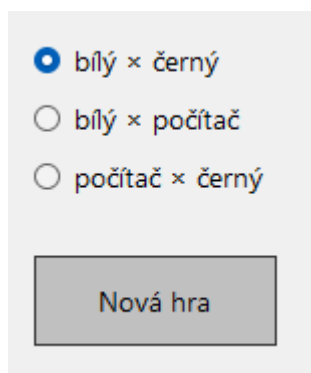 bílý × černý
bílý × počítač
počítač × černý
Nová hra